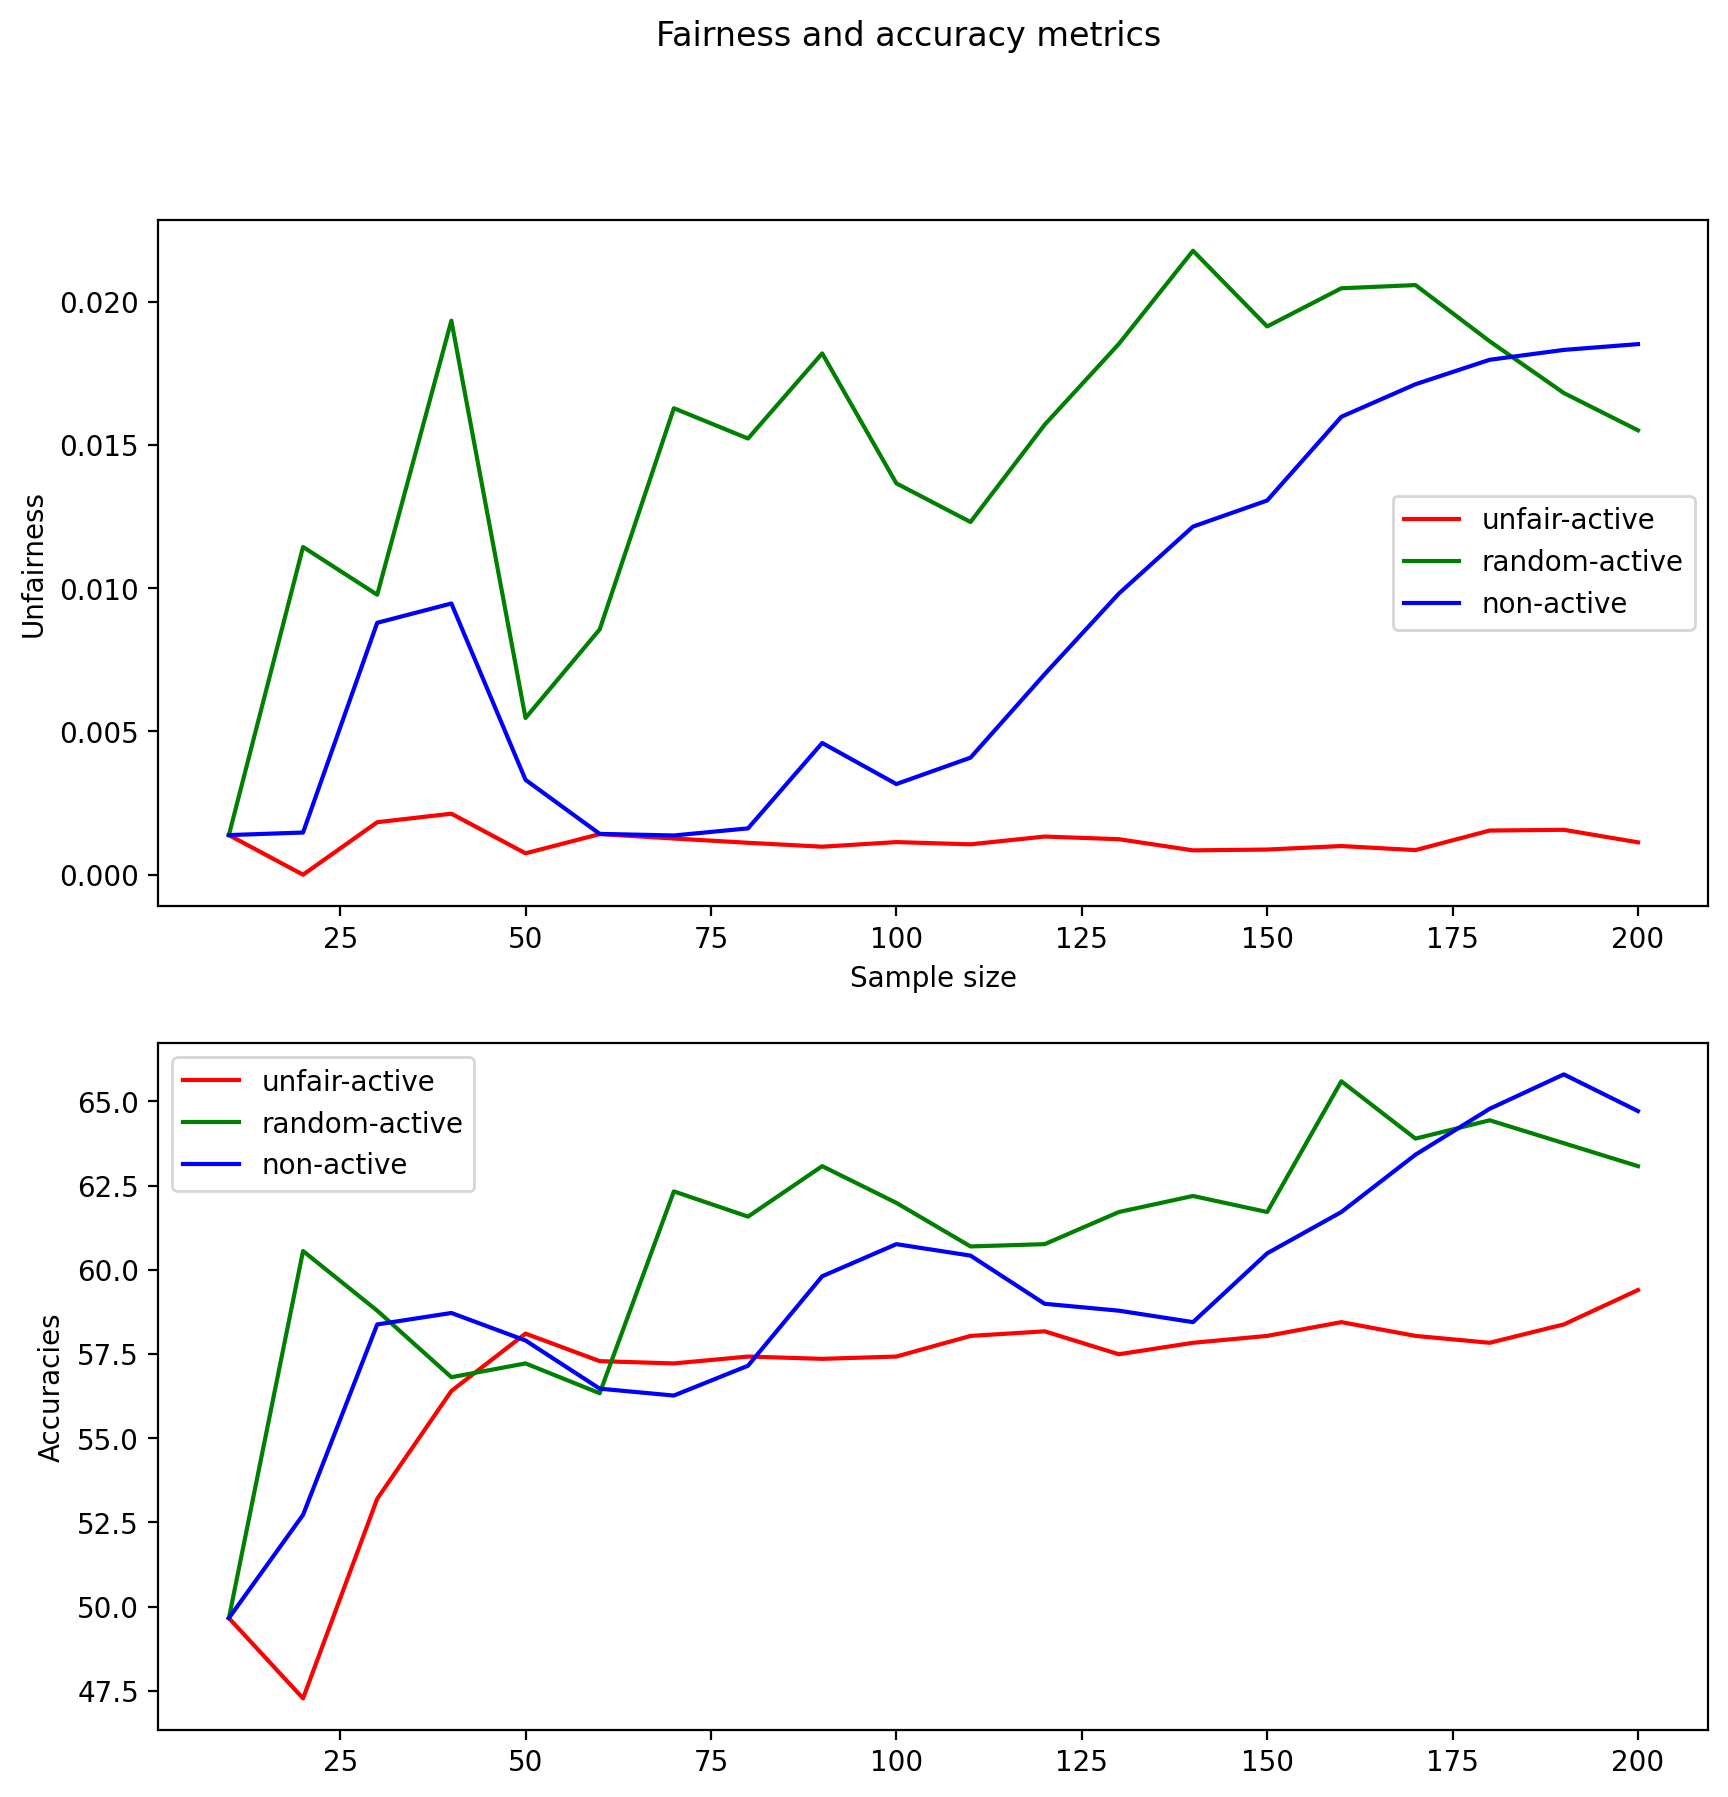 Fairness and accuracy metrics
0.020
0.015
0.010
0.005
0.000
Unfairness
unfair-active
random-active
non-active
25 50 75 100 125 150 175 200
Sample size
unfair-active
random-active
non-active
65.0
62.5
60.0
57.5
55.0
52.5
50.0
47.5
Accuracies
25 50 75 100 125 150 175 200